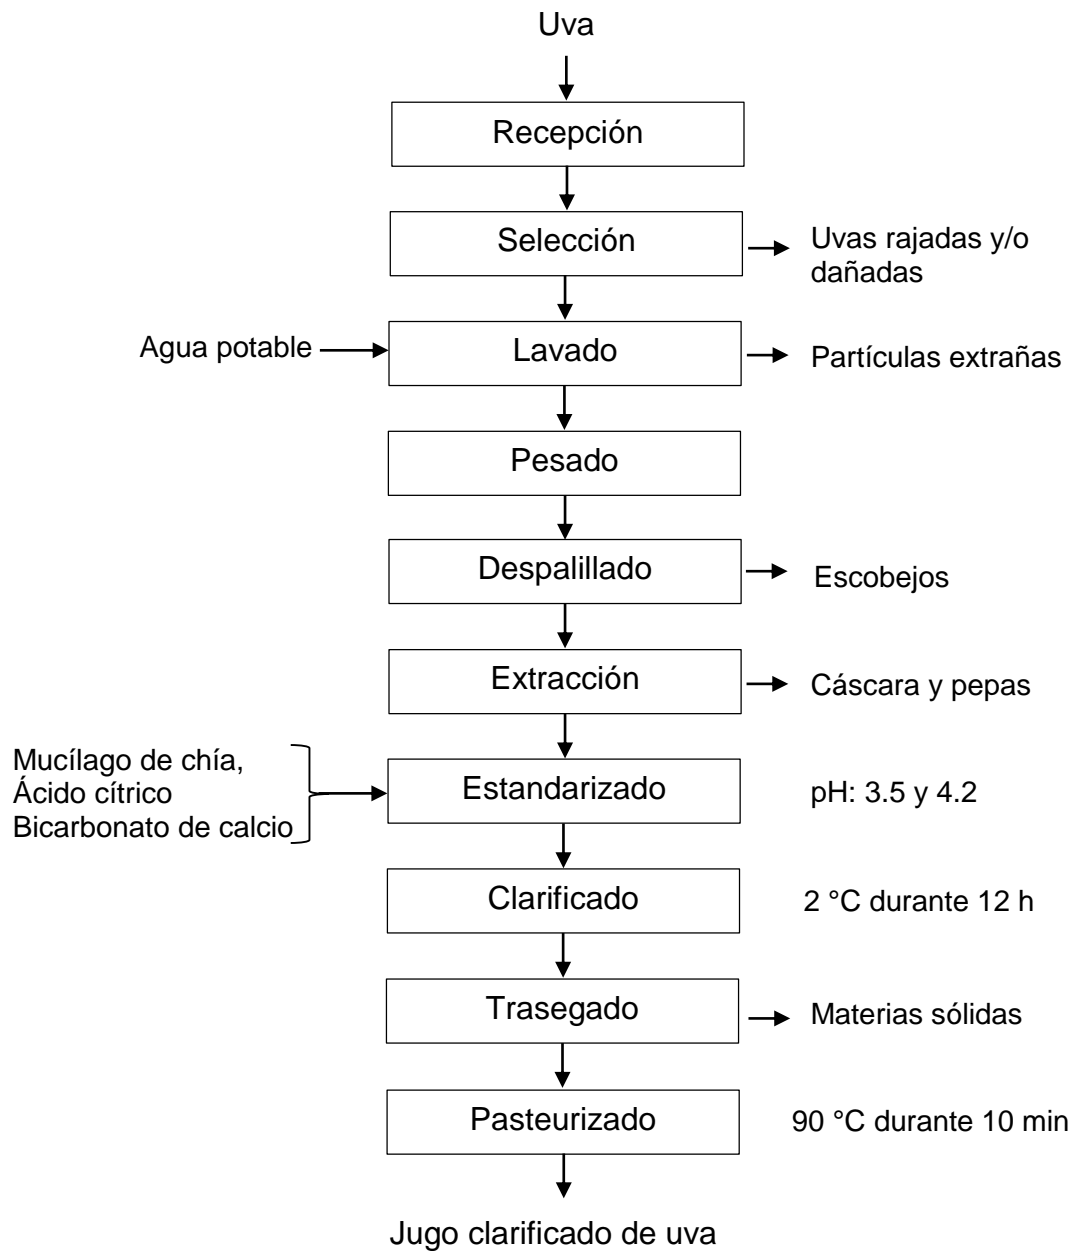 Uva
Recepción
Selección
Uvas rajadas y/o
dañadas
Agua potable
Lavado
Partículas extrañas
Pesado
Despalillado
Escobejos
Extracción
Cáscara y pepas
Mucílago de chía,
Ácido cítrico
Bicarbonato de calcio
Estandarizado
pH: 3.5 y 4.2
Clarificado
2 °C durante 12 h
Trasegado
Materias sólidas
Pasteurizado
90 °C durante 10 min
Jugo clarificado de uva